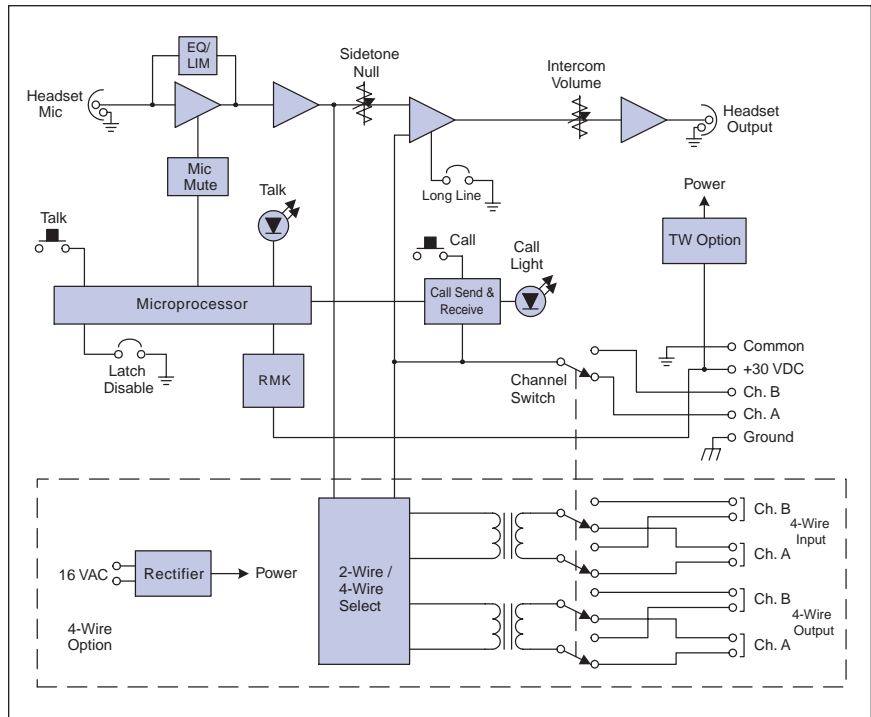 EQ/
LIM
Sidetone
Null
Intercom
Volume
Headset
Mic
Headset
Output
Mic
Mute
Long Line
Talk
Power
Talk
Call
Call
Light
TW Option
Microprocessor
Call Send &
Receive
Latch
Disable
RMK
Channel
Switch
Common
+30 VDC
Ch. B
Ch. A
Ground
16 VAC
Rectifier
Power
4-Wire
Option
2-Wire /
4-Wire
Select
Ch. B
4-Wire
Input
Ch. A
Ch. B
4-Wire
Output
Ch. A